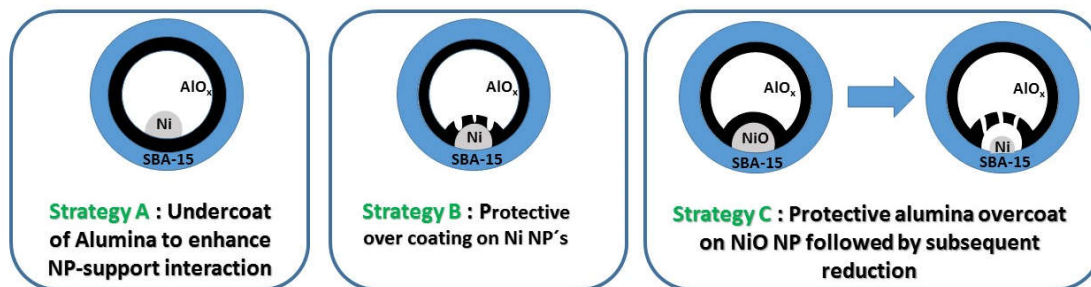 AlOₓ
Ni
SBA-15
Strategy A : Undercoat
of Alumina to enhance
NP-support interaction
AlOₓ
Ni
SBA-15
Strategy B : Protective
over coating on Ni NP´s
AlOₓ
NiO
SBA-15
AlOₓ
Ni
SBA-15
Strategy C : Protective alumina overcoat
on NiO NP followed by subsequent
reduction